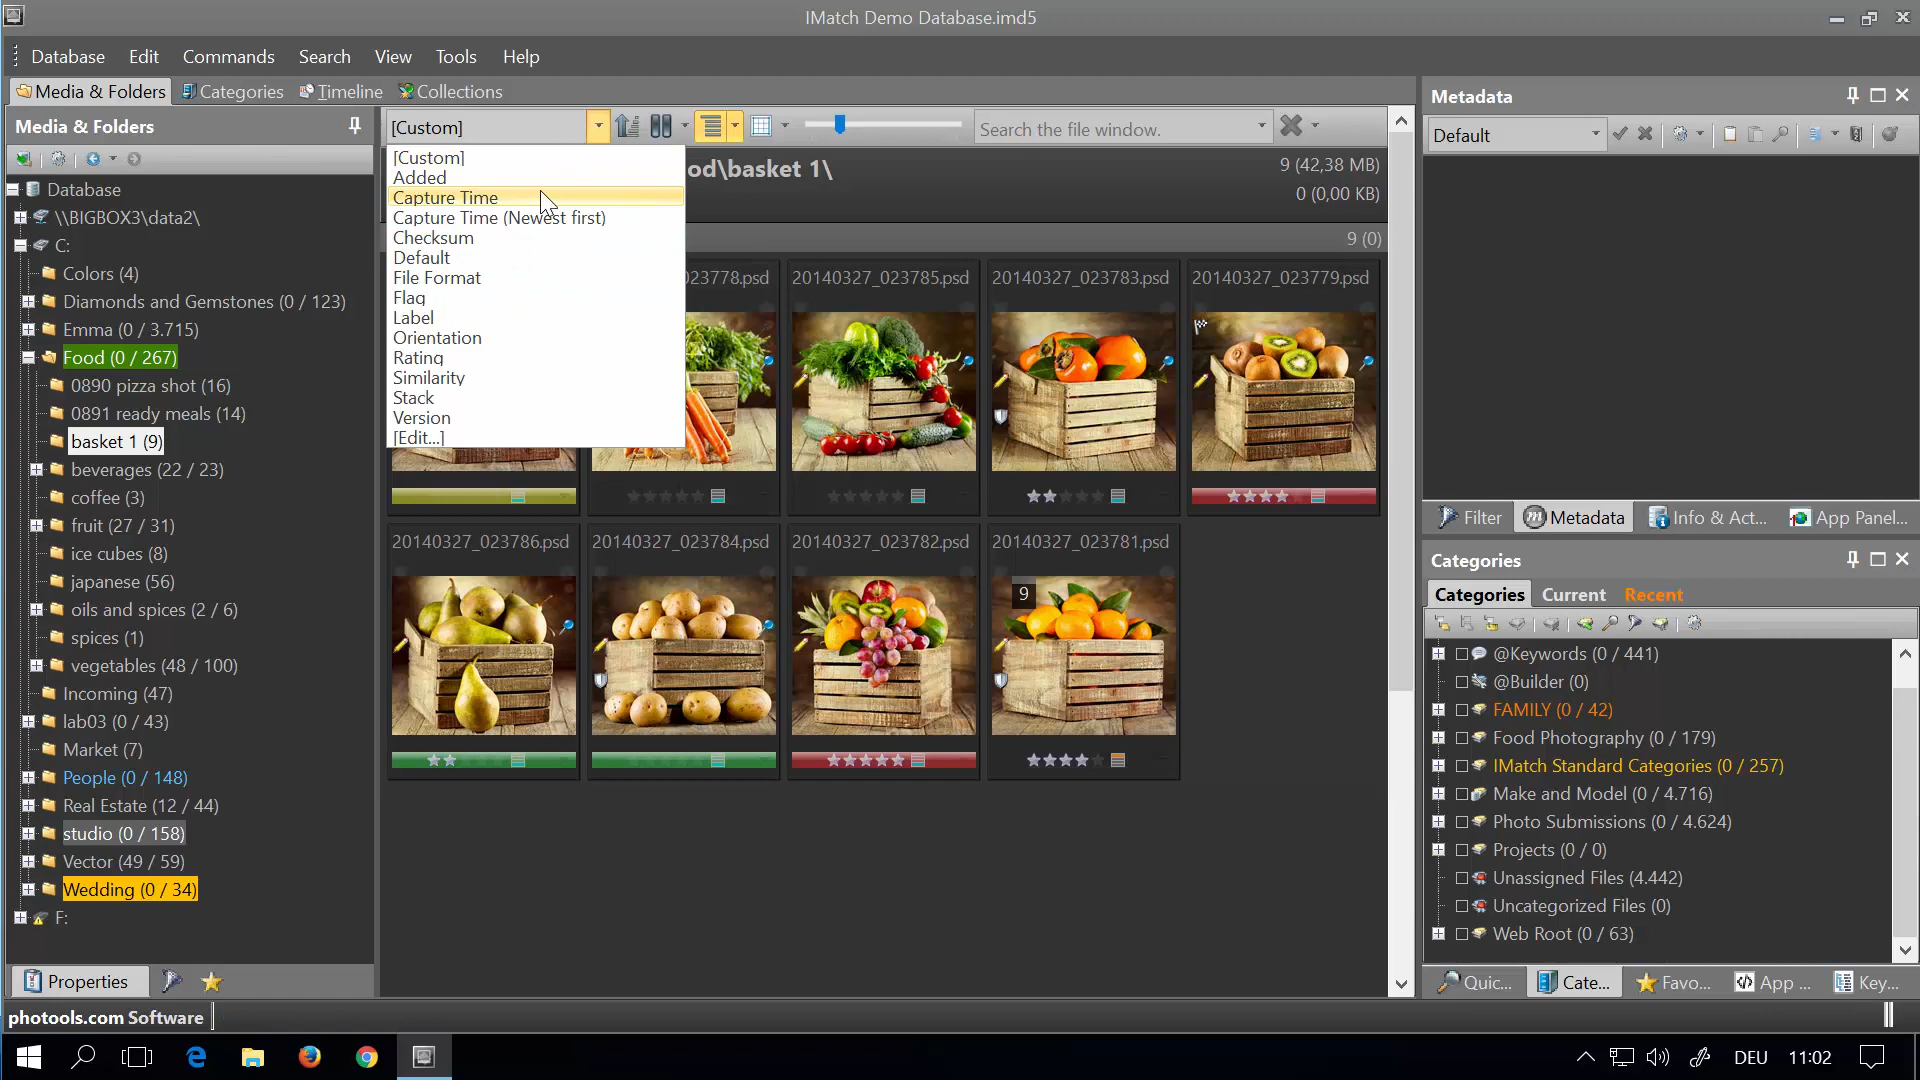 IMatch Demo Database.imd5
Database Edit Commands Search View Tools Help
Media & Folders Categories Timeline Collections
Media & Folders
Database
\\BIGBOX3\data2\
C:
Colors (4)
Diamonds and Gemstones (0 / 123)
Emma (0 / 3.715)
Food (0 / 267)
0890 pizza shot (16)
0891 ready meals (14)
basket 1 (9)
beverages (22 / 23)
coffee (3)
fruit (27 / 31)
ice cubes (8)
japanese (56)
oils and spices (2 / 6)
spices (1)
vegetables (48 / 100)
Incoming (47)
lab03 (0 / 43)
Market (7)
People (0 / 148)
Real Estate (12 / 44)
studio (0 / 158)
Vector (49 / 59)
Wedding (0 / 34)
F:
Properties
[Custom]
Search the file window.
[Custom]
Added
Capture Time
Capture Time (Newest first)
Checksum
Default
File Format
Flag
Label
Orientation
Rating
Similarity
Stack
Version
[Edit...]
od\basket 1\
9 (42,38 MB)
0 (0,00 KB)
9 (0)
23778.psd
20140327_023785.psd
20140327_023783.psd
20140327_023779.psd
20140327_023786.psd
20140327_023784.psd
20140327_023782.psd
20140327_023781.psd
9
Metadata
Default
Filter Metadata Info & Act... App Panel...
Categories
Categories Current Recent
@Keywords (0 / 441)
@Builder (0)
FAMILY (0 / 42)
Food Photography (0 / 179)
IMatch Standard Categories (0 / 257)
Make and Model (0 / 4.716)
Photo Submissions (0 / 4.624)
Projects (0 / 0)
Unassigned Files (4.442)
Uncategorized Files (0)
Web Root (0 / 63)
Quic... Cate... Favo... App ... Key...
photools.com Software
DEU 11:02